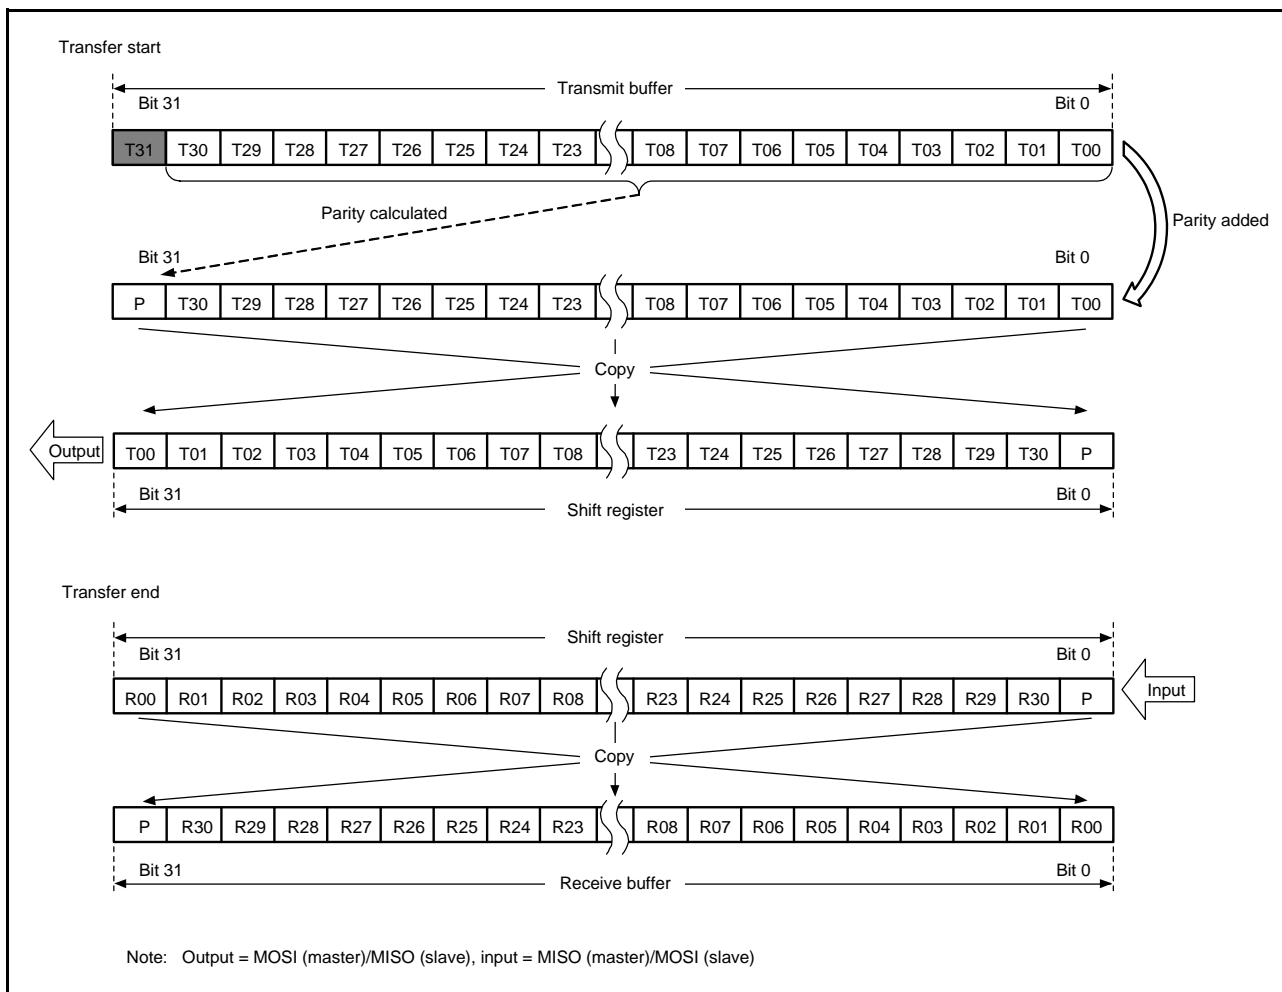 Transfer start
Transmit buffer
Bit 31 Bit 0
T31 T30 T29 T28 T27 T26 T25 T24 T23 T08 T07 T06 T05 T04 T03 T02 T01 T00
Parity calculated
Parity added
Bit 31 Bit 0
P T30 T29 T28 T27 T26 T25 T24 T23 T08 T07 T06 T05 T04 T03 T02 T01 T00
Copy
Output
T00 T01 T02 T03 T04 T05 T06 T07 T08 T23 T24 T25 T26 T27 T28 T29 T30 P
Bit 31 Bit 0
Shift register
Transfer end
Shift register
Bit 31 Bit 0
R00 R01 R02 R03 R04 R05 R06 R07 R08 R23 R24 R25 R26 R27 R28 R29 R30 P
Input
Copy
P R30 R29 R28 R27 R26 R25 R24 R23 R08 R07 R06 R05 R04 R03 R02 R01 R00
Bit 31 Bit 0
Receive buffer
Note: Output = MOSI (master)/MISO (slave), input = MISO (master)/MOSI (slave)